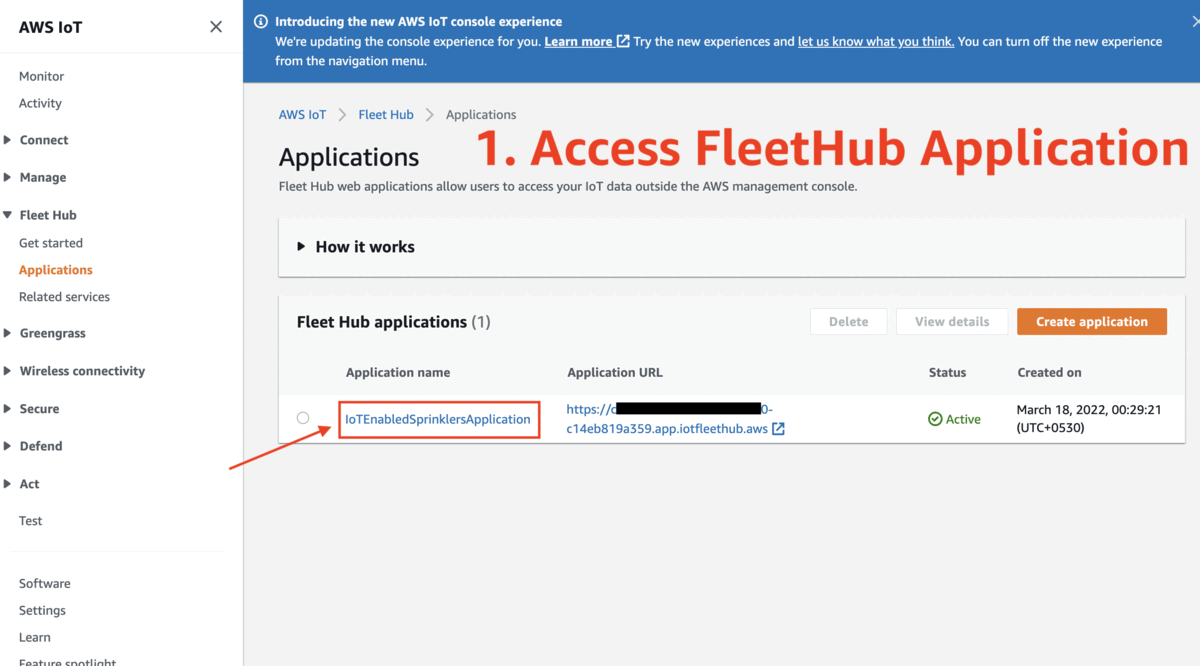 AWS IoT
Monitor
Activity
Connect
Manage
Fleet Hub
Get started
Applications
Related services
Greengrass
Wireless connectivity
Secure
Defend
Act
Test
Software
Settings
Learn
Feature spotlight
Introducing the new AWS IoT console experience
We're updating the console experience for you. Learn more Try the new experiences and let us know what you think. You can turn off the new experience
from the navigation menu.
AWS IoT > Fleet Hub > Applications
1. Access FleetHub Application
Applications
Fleet Hub web applications allow users to access your IoT data outside the AWS management console.
How it works
Fleet Hub applications (1)
Delete View details Create application
Application name Application URL Status Created on
IoTEnabledSprinklersApplication https://c 0- Active March 18, 2022, 00:29:21
c14eb819a359.app.iotfleethub.aws (UTC+0530)